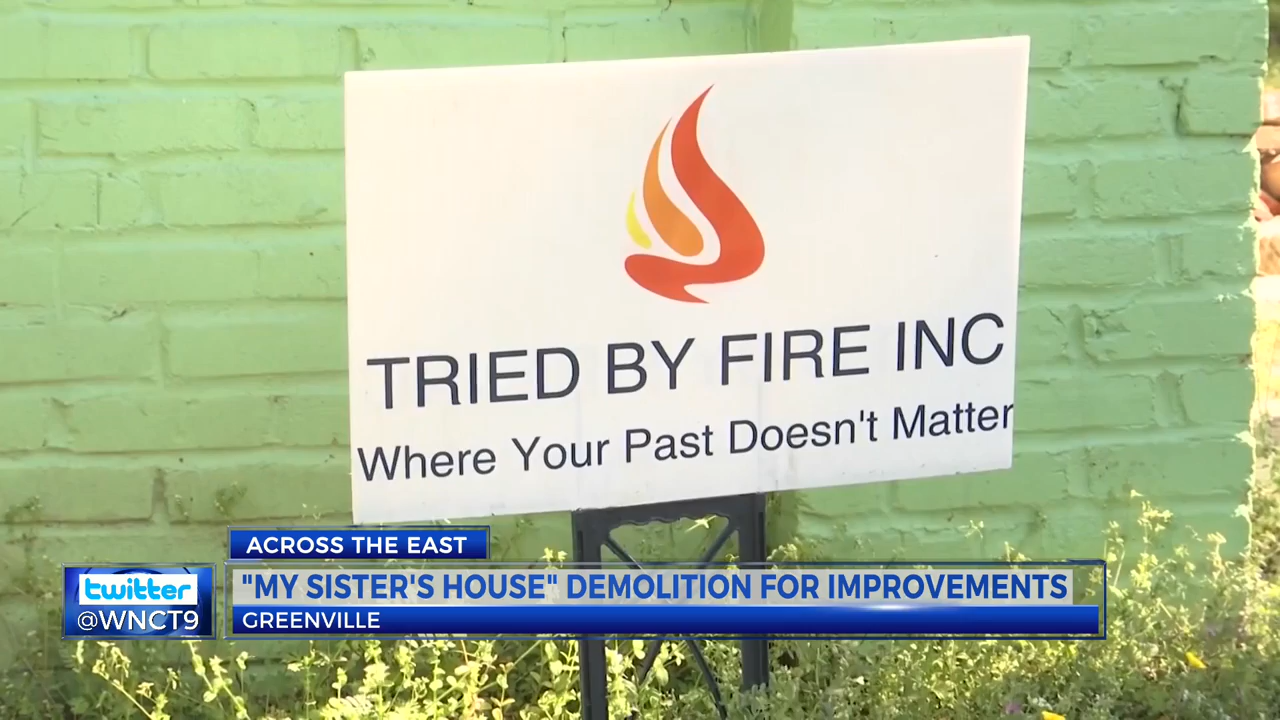 TRIED BY FIRE INC
Where Your Past Doesn't Matter
ACROSS THE EAST
twitter
@WNCT9
"MY SISTER'S HOUSE" DEMOLITION FOR IMPROVEMENTS
GREENVILLE